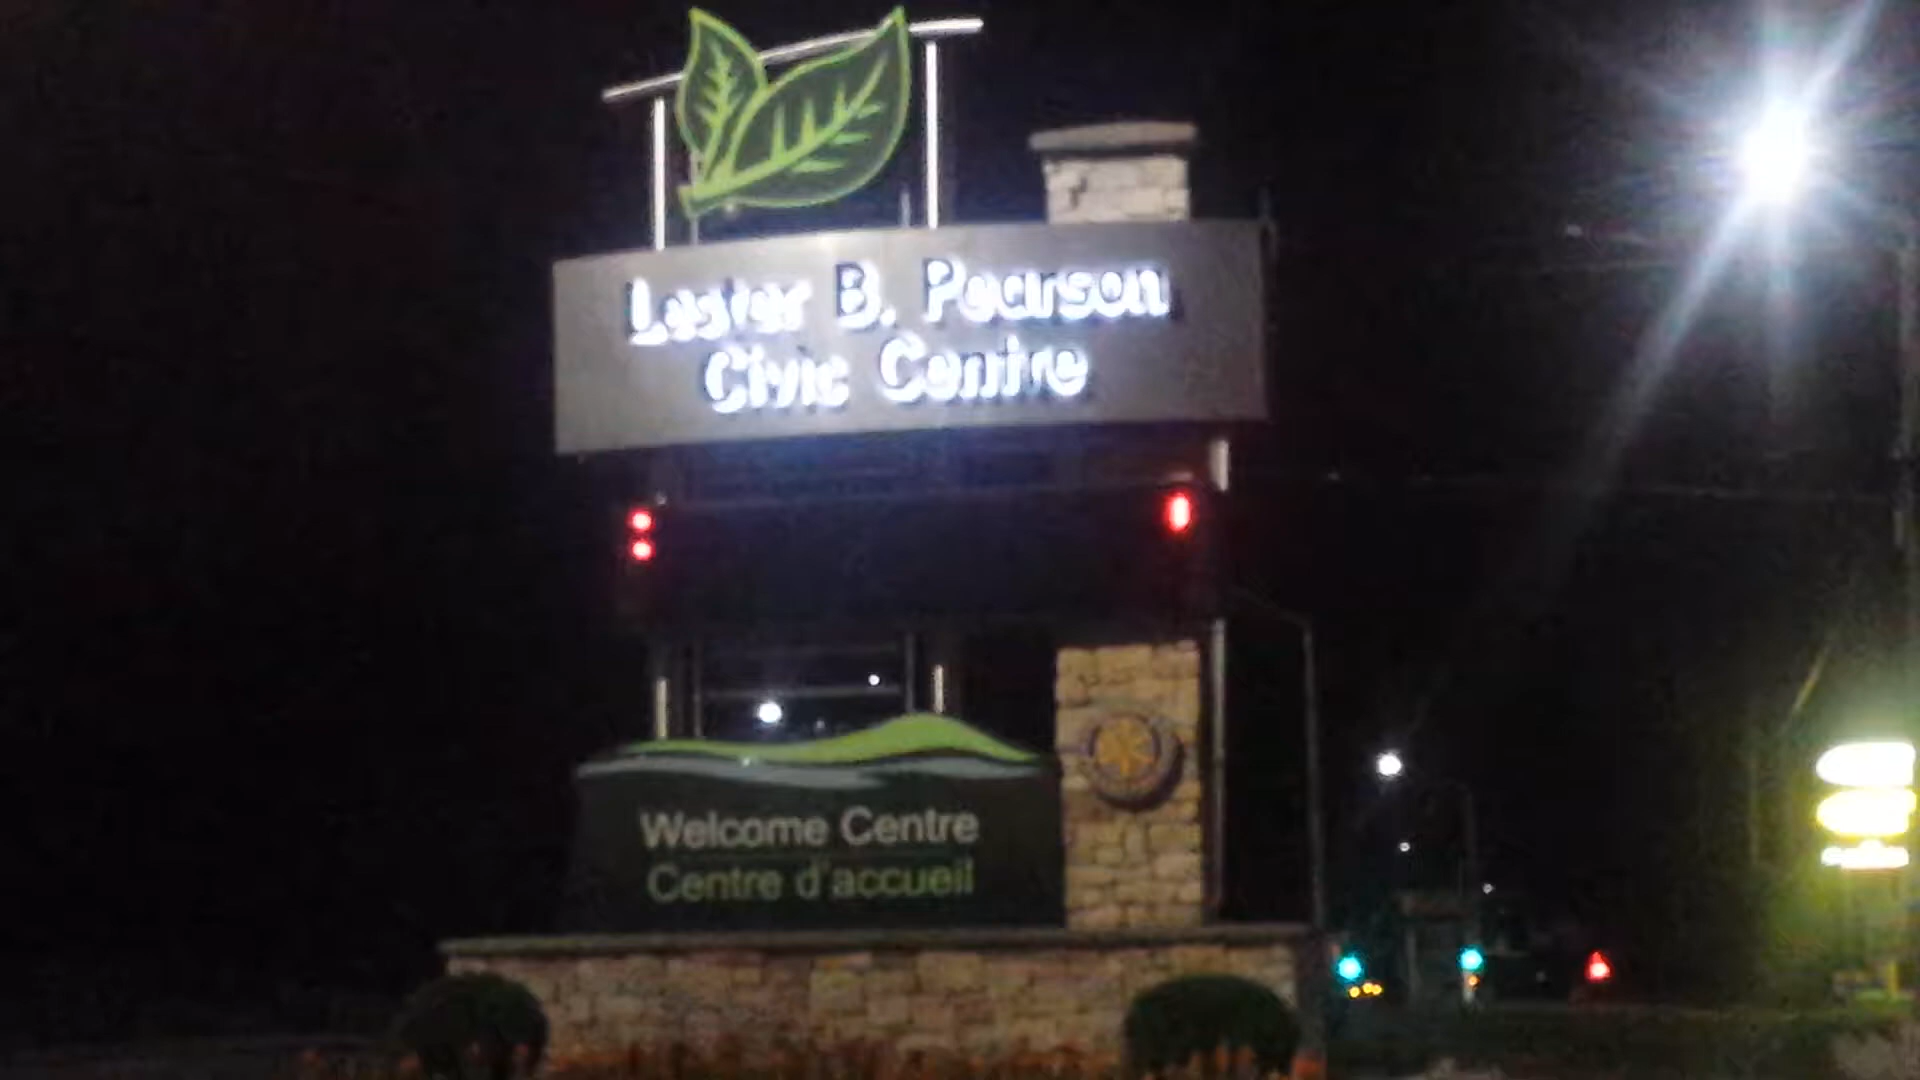 Lester B. Pearson
Civic Centre
Welcome Centre
Centre d'accueil